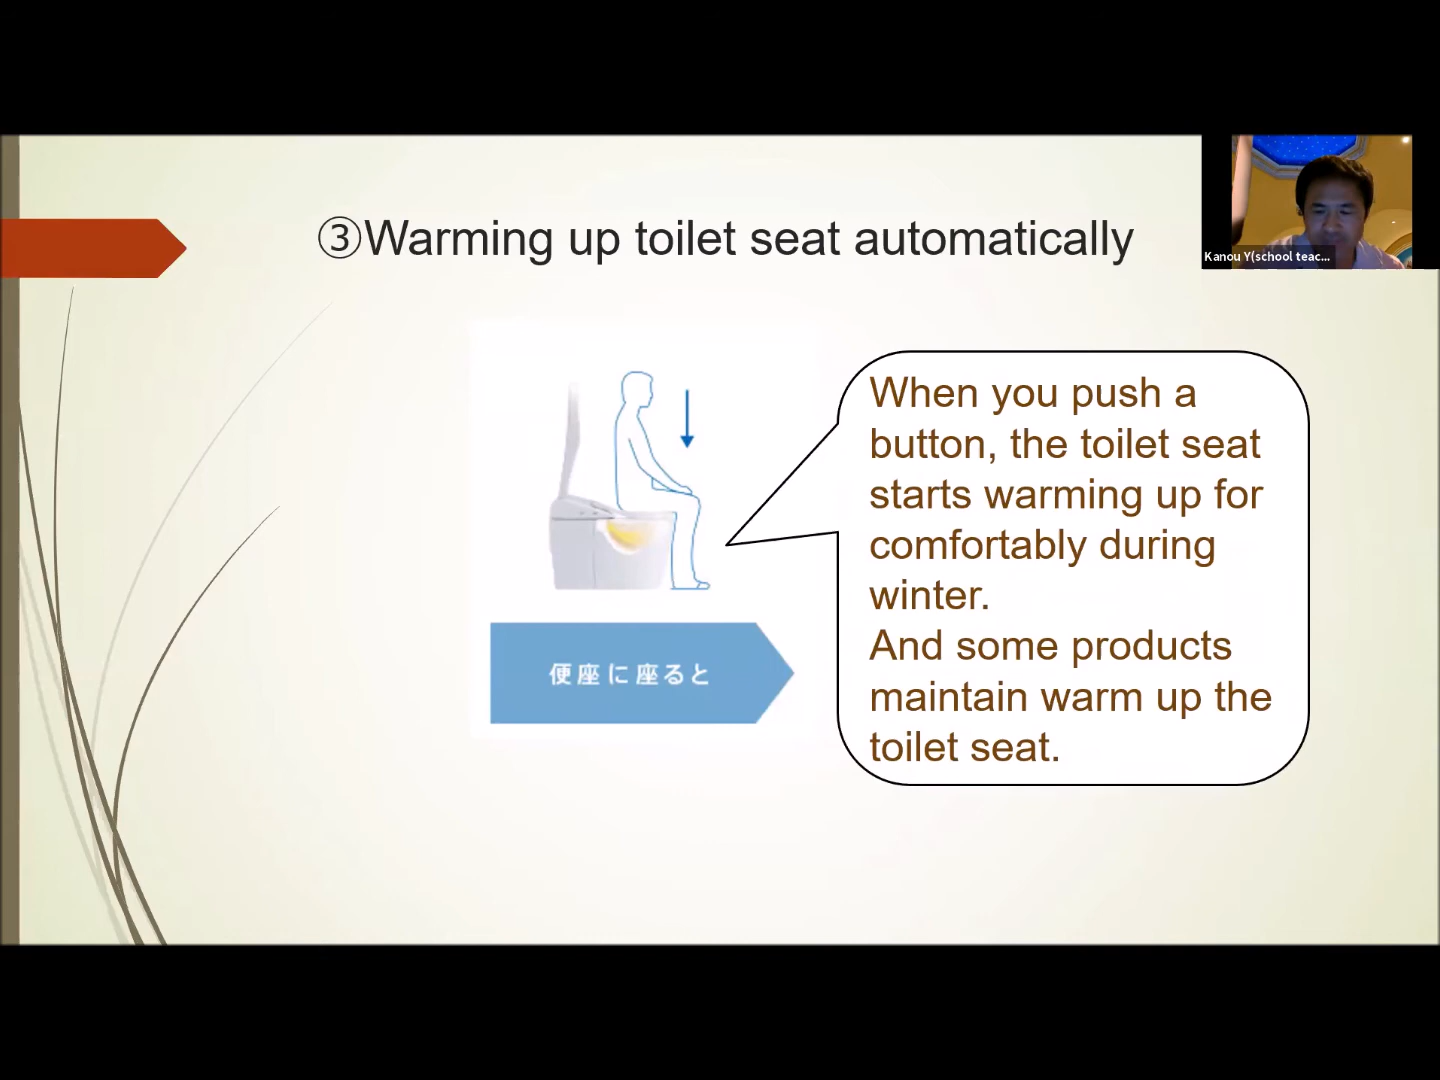 ③Warming up toilet seat automatically
Kanou Y(school teac...
When you push a
button, the toilet seat
starts warming up for
comfortably during
winter.
And some products
maintain warm up the
toilet seat.
便座に座ると